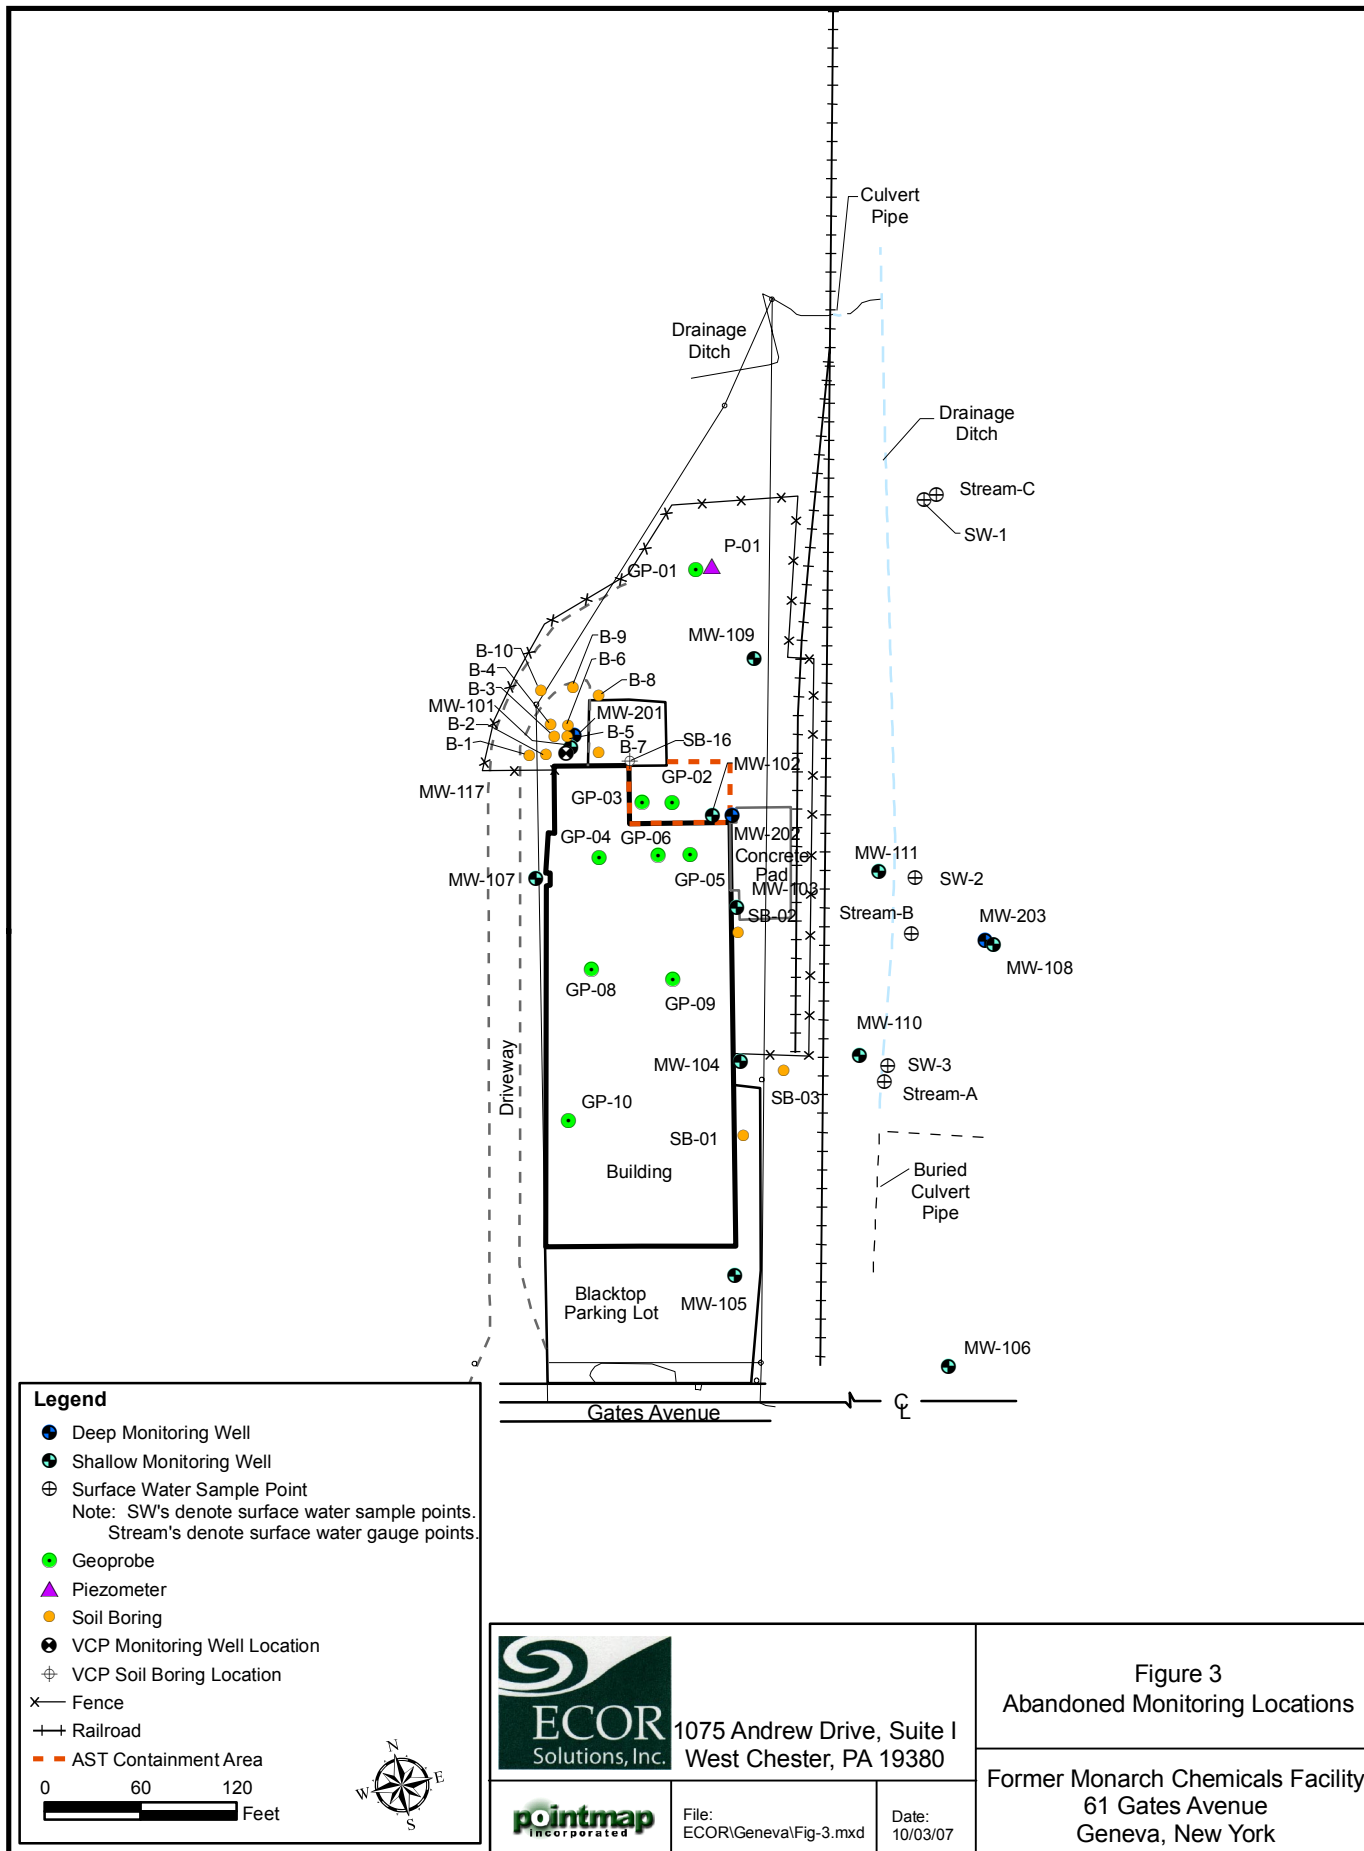 Culvert
Pipe
Drainage
Ditch
Drainage
Ditch
Stream-C
SW-1
P-01
GP-01
MW-109
B-9
B-10
B-6
B-4
B-8
B-3
MW-101
MW-201
B-2
B-5
B-1
B-7
SB-16
MW-102
GP-02
MW-117
GP-03
GP-04
GP-06
MW-202
Concrete
Pad
GP-05
MW-103
MW-107
SB-02
MW-111
SW-2
Stream-B
MW-203
MW-108
GP-08
GP-09
MW-110
MW-104
SW-3
Stream-A
SB-03
Driveway
GP-10
SB-01
Building
Buried
Culvert
Pipe
Blacktop
Parking Lot
MW-105
MW-106
Gates Avenue
CL
Legend
Deep Monitoring Well
Shallow Monitoring Well
Surface Water Sample Point
Note: SW's denote surface water sample points.
Stream's denote surface water gauge points.
Geoprobe
Piezometer
Soil Boring
VCP Monitoring Well Location
VCP Soil Boring Location
Fence
Railroad
AST Containment Area
0 60 120
Feet
N
E
W
S
ECOR
Solutions, Inc.
1075 Andrew Drive, Suite I
West Chester, PA 19380
Figure 3
Abandoned Monitoring Locations
pointmap
incorporated
File:
ECOR\Geneva\Fig-3.mxd
Date:
10/03/07
Former Monarch Chemicals Facility
61 Gates Avenue
Geneva, New York